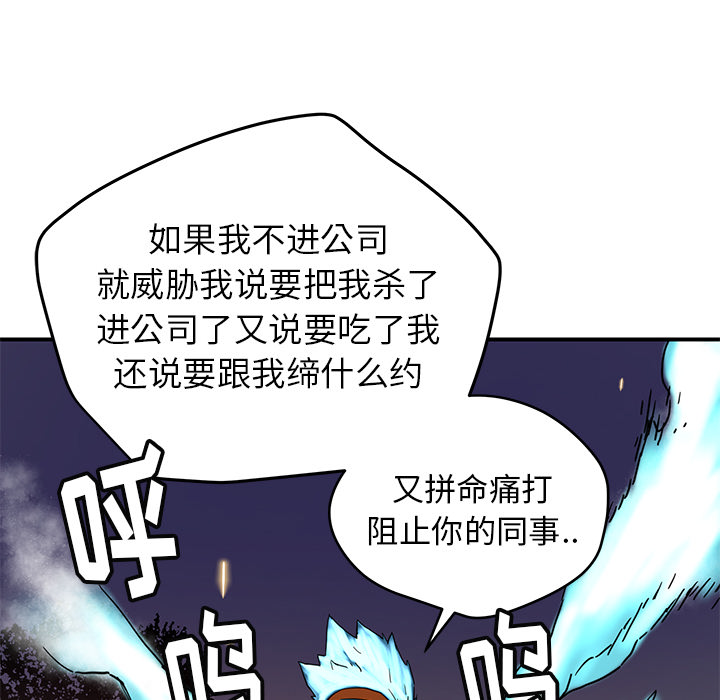 如果我不进公司
就威胁我说要把我杀了
进公司了又说要吃了我
还说要跟我缔什么约
又拼命痛打
阻止你的同事..
呼
呜
呜